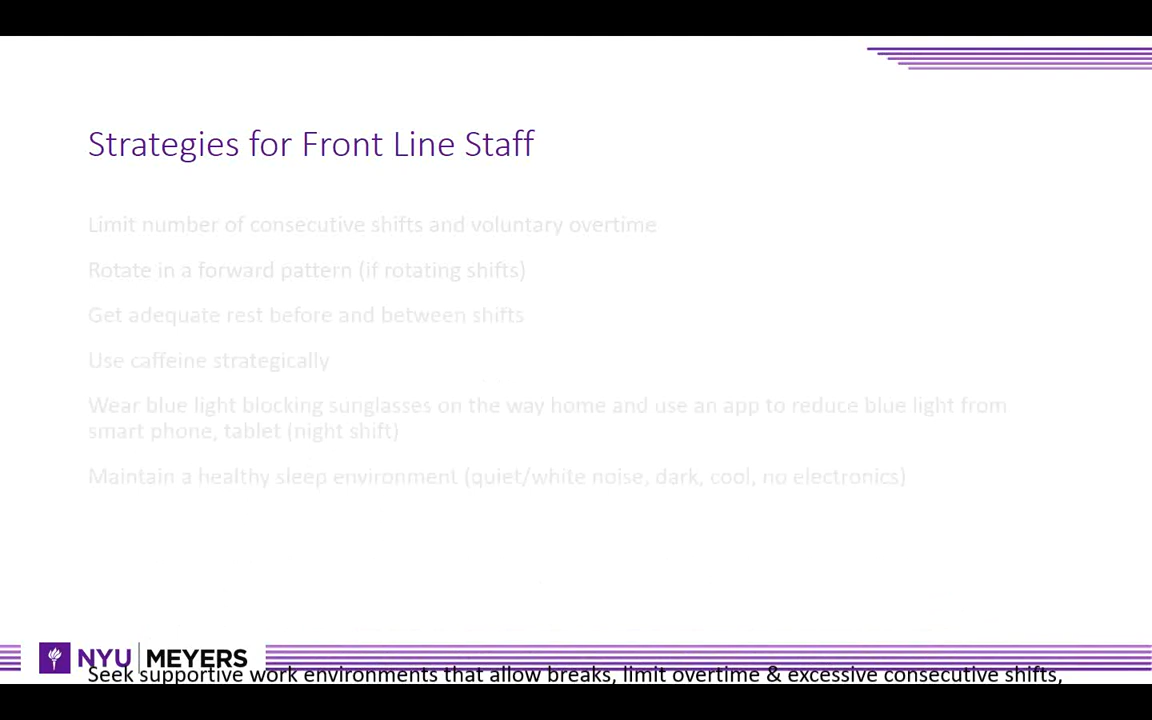 Strategies for Front Line Staff
Limit number of consecutive shifts and voluntary overtime
Rotate in a forward pattern (if rotating shifts)
Get adequate rest before and between shifts
Use caffeine strategically
Wear blue light blocking sunglasses on the way home and use an app to reduce blue light from
smart phone, tablet (night shift)
Maintain a healthy sleep environment (quiet/white noise, dark, cool, no electronics)
NYU MEYERS
Seek supportive work environments that allow breaks, limit overtime & excessive consecutive shifts,